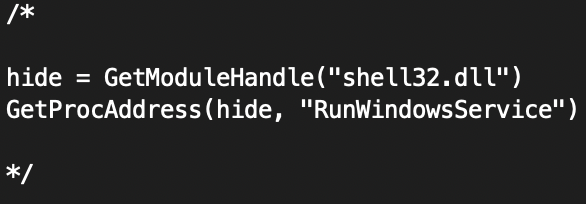 /*
hide = GetModuleHandle("shell32.dll")
GetProcAddress(hide, "RunWindowsService")
*/